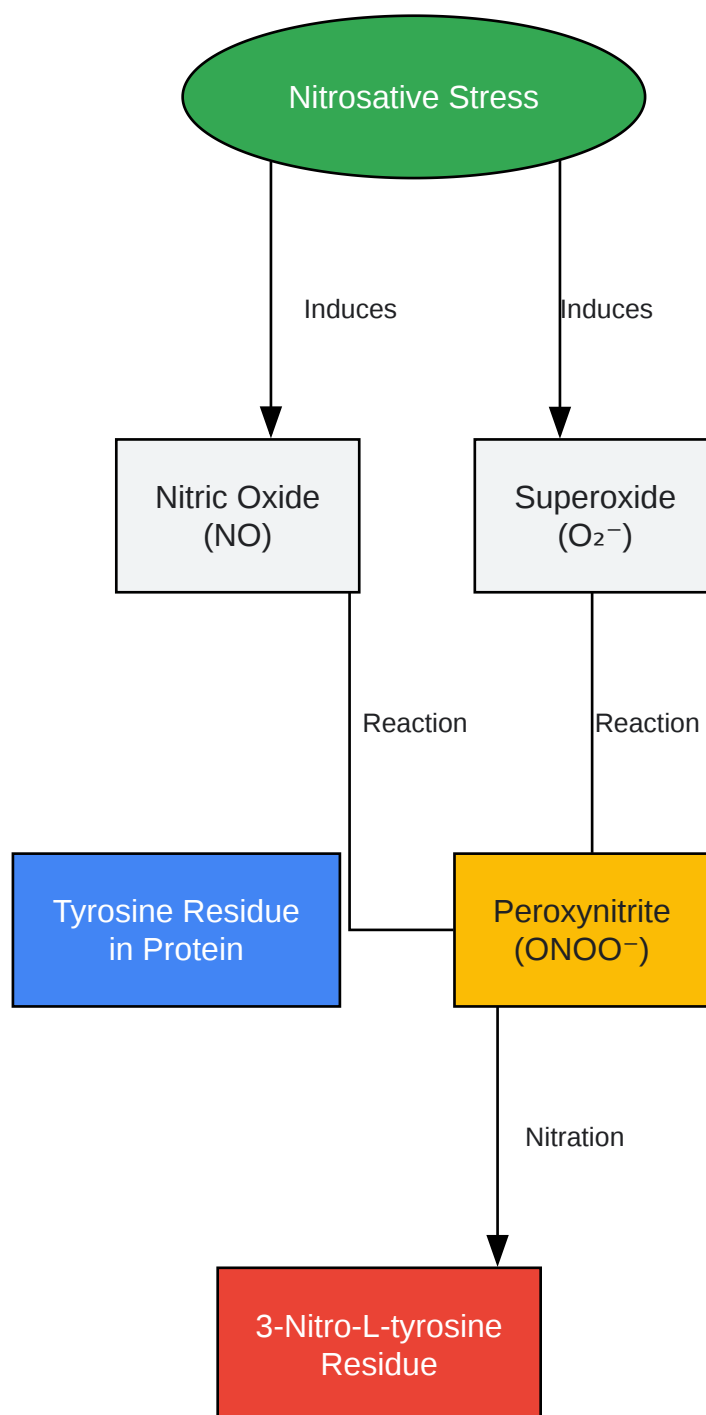 Nitrosative Stress
Induces
Induces
Nitric Oxide
(NO)
Superoxide
(O₂⁻)
Reaction
Reaction
Tyrosine Residue
in Protein
Peroxynitrite
(ONOO⁻)
Nitration
3-Nitro-L-tyrosine
Residue